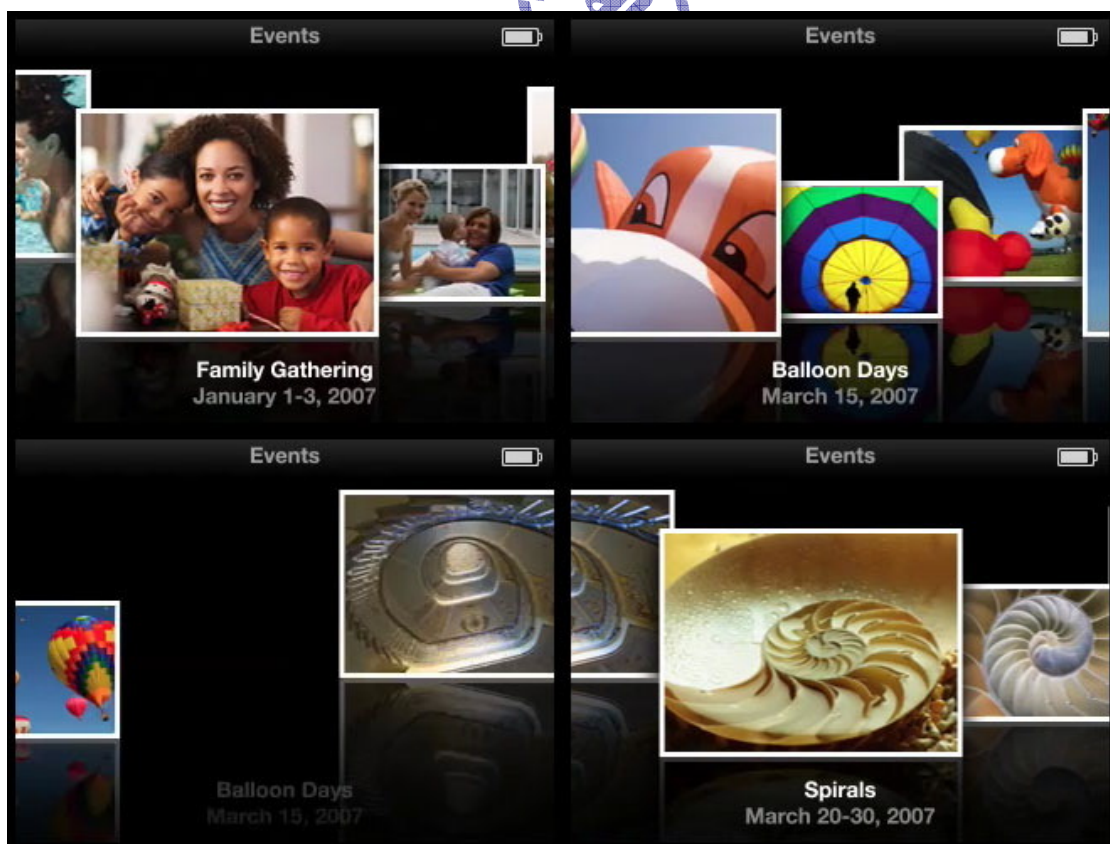 Events
Family Gathering
January 1-3, 2007
Events
Balloon Days
March 15, 2007
Events
Balloon Days
March 15, 2007
Events
Spirals
March 20-30, 2007